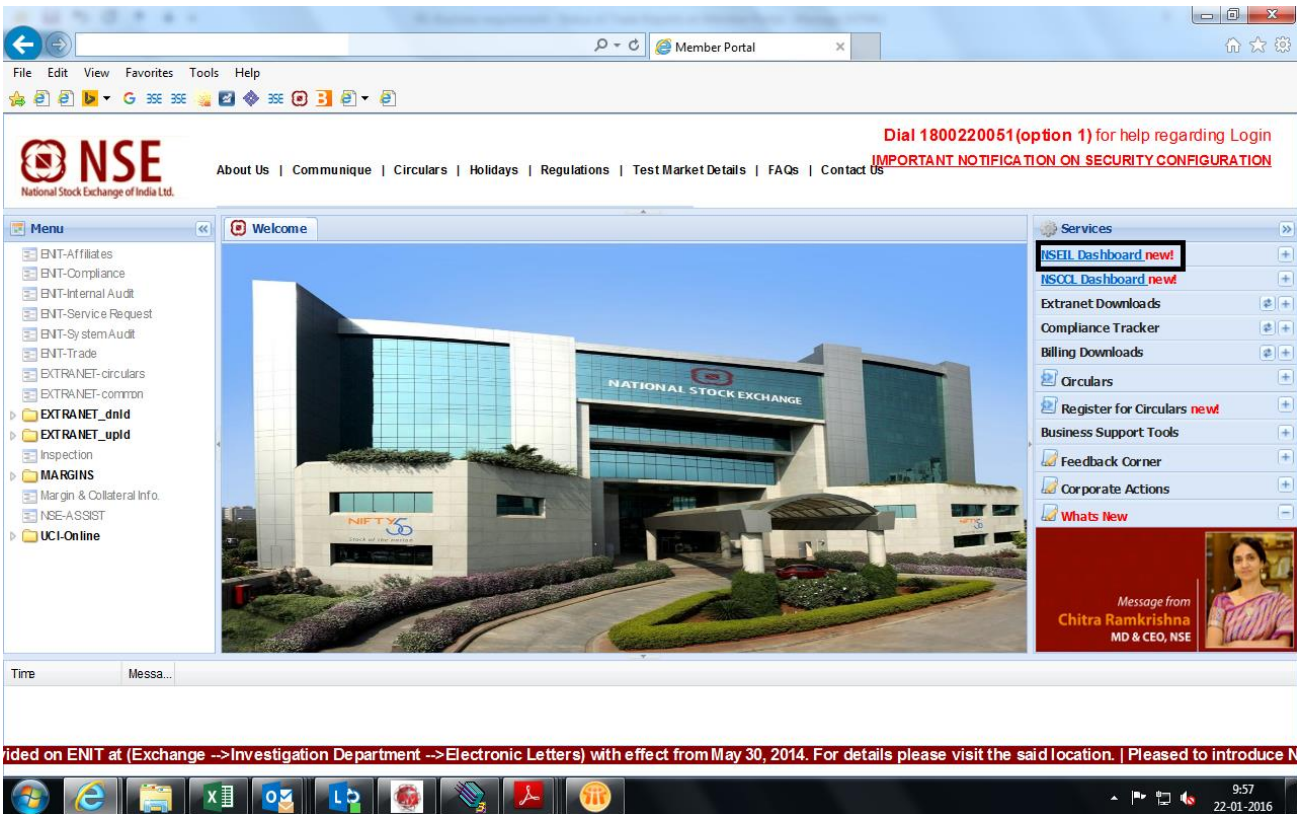 Member Portal
File Edit View Favorites Tools Help
NSE
National Stock Exchange of India Ltd.
Dial 1800220051(option 1) for help regarding Login
IMPORTANT NOTIFICATION ON SECURITY CONFIGURATION
About Us | Communique | Circulars | Holidays | Regulations | Test Market Details | FAQs | Contact Us
Menu
ENIT-Affiliates
ENIT-Compliance
ENIT-Internal Audit
ENIT-Service Request
ENIT-System Audit
ENIT-Trade
EXTRANET-circulars
EXTRANET-common
EXTRANET_dnld
EXTRANET_upld
Inspection
MARGINS
Margin & Collateral Info.
NSE-ASSIST
UCI-Online
Welcome
NATIONAL STOCK EXCHANGE
NIFTY50
Stock of the nation
NIFTY50
Services
NSEIL Dashboard new!
NSCCL Dashboard new!
Extranet Downloads
Compliance Tracker
Billing Downloads
Circulars
Register for Circulars new!
Business Support Tools
Feedback Corner
Corporate Actions
Whats New
Message from
Chitra Ramkrishna
MD & CEO, NSE
Time Messa...
vided on ENIT at (Exchange -->Investigation Department -->Electronic Letters) with effect from May 30, 2014. For details please visit the said location. | Pleased to introduce N
9:57
22-01-2016